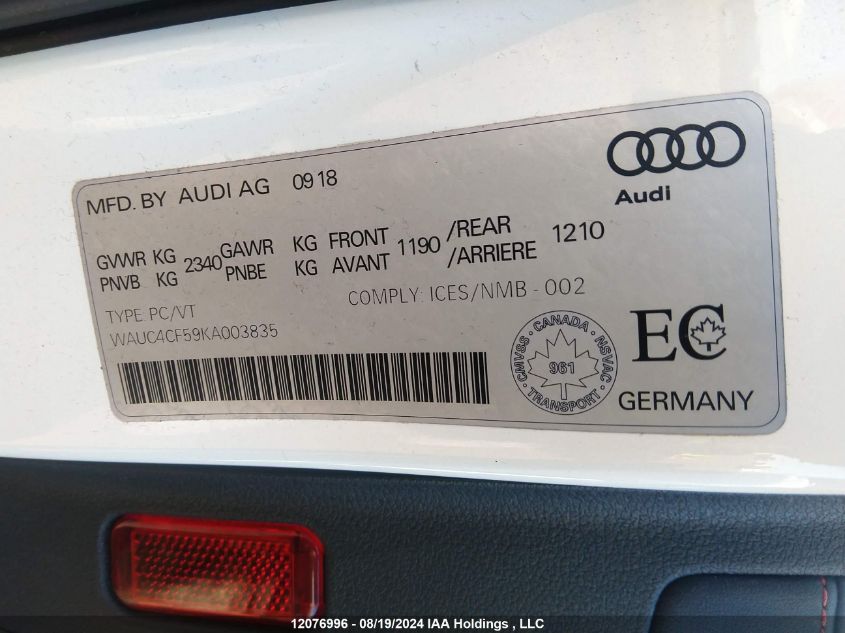 MFD. BY AUDI AG 09 18
Audi
GVWR KG 2340 GAWR KG FRONT 1190 /REAR 1210
PNVB KG PNBE KG AVANT /ARRIERE
TYPE: PC/VT COMPLY: ICES/NMB - 002
WAUC4CF59KA003835
CMVSS · CANADA · NSVAC · TRANSPORT ·
961
EC
GERMANY
12076996 - 08/19/2024 IAA Holdings , LLC